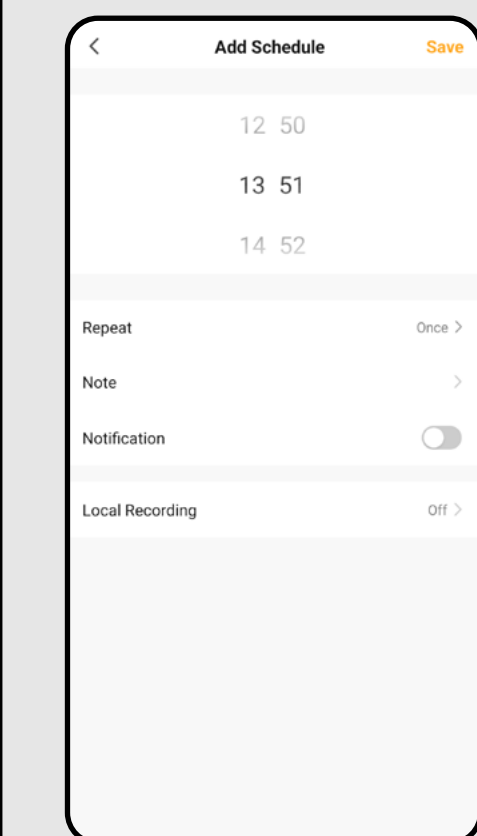 Add Schedule Save
12 50
13 51
14 52
Repeat Once
Note
Notification
Local Recording Off